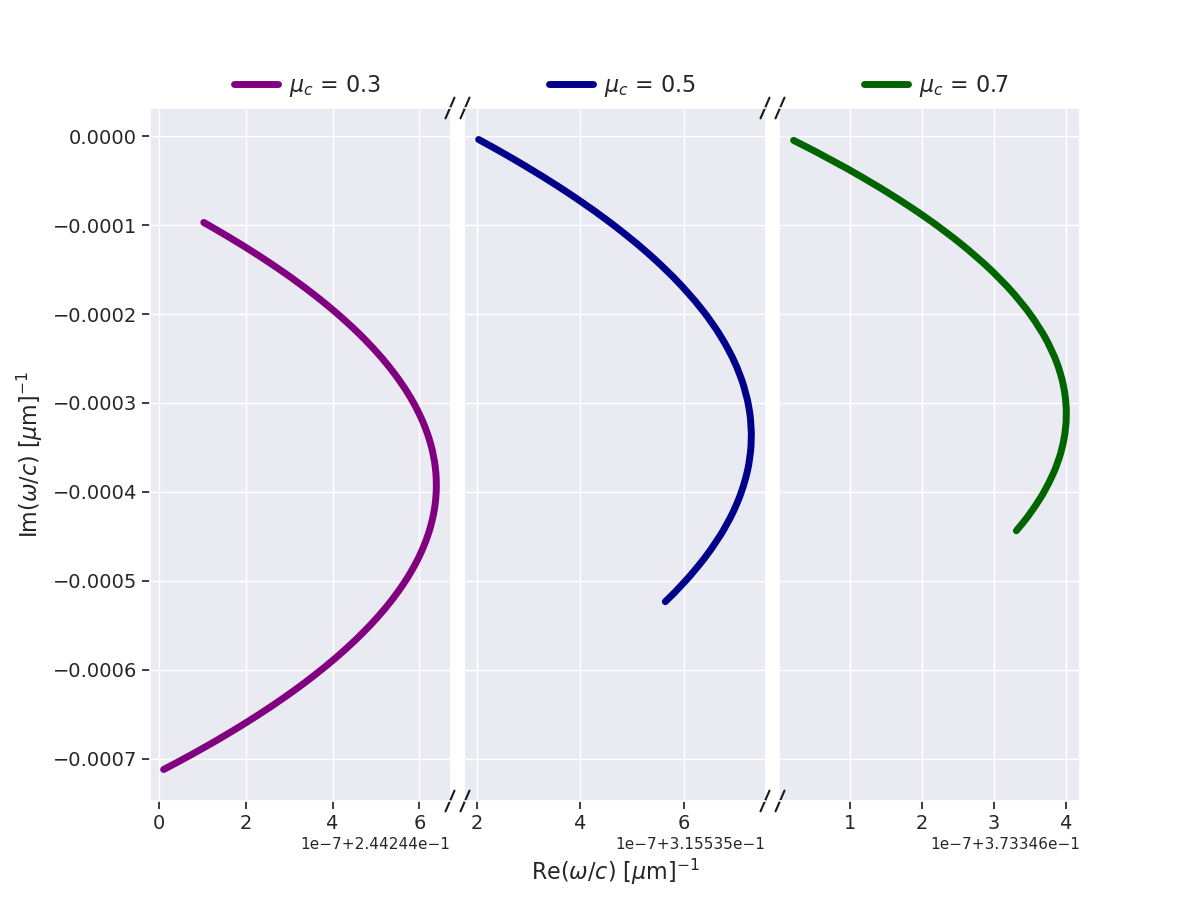 μc = 0.3
μc = 0.5
μc = 0.7
0.0000
−0.0001
−0.0002
−0.0003
−0.0004
−0.0005
−0.0006
−0.0007
Im(ω/c) [μm]⁻¹
0 2 4 6
2 4 6
1 2 3 4
1e-7+2.44244e-1
1e-7+3.15535e-1
1e-7+3.73346e-1
Re(ω/c) [μm]⁻¹